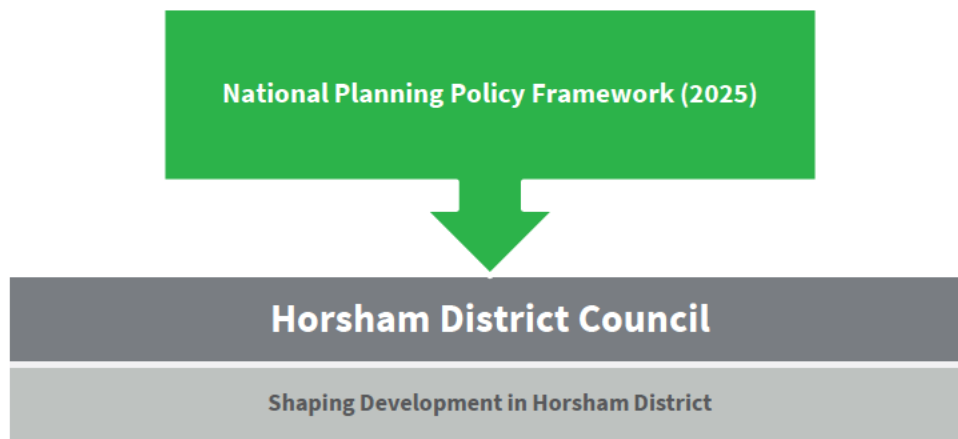 National Planning Policy Framework (2025)
Horsham District Council
Shaping Development in Horsham District